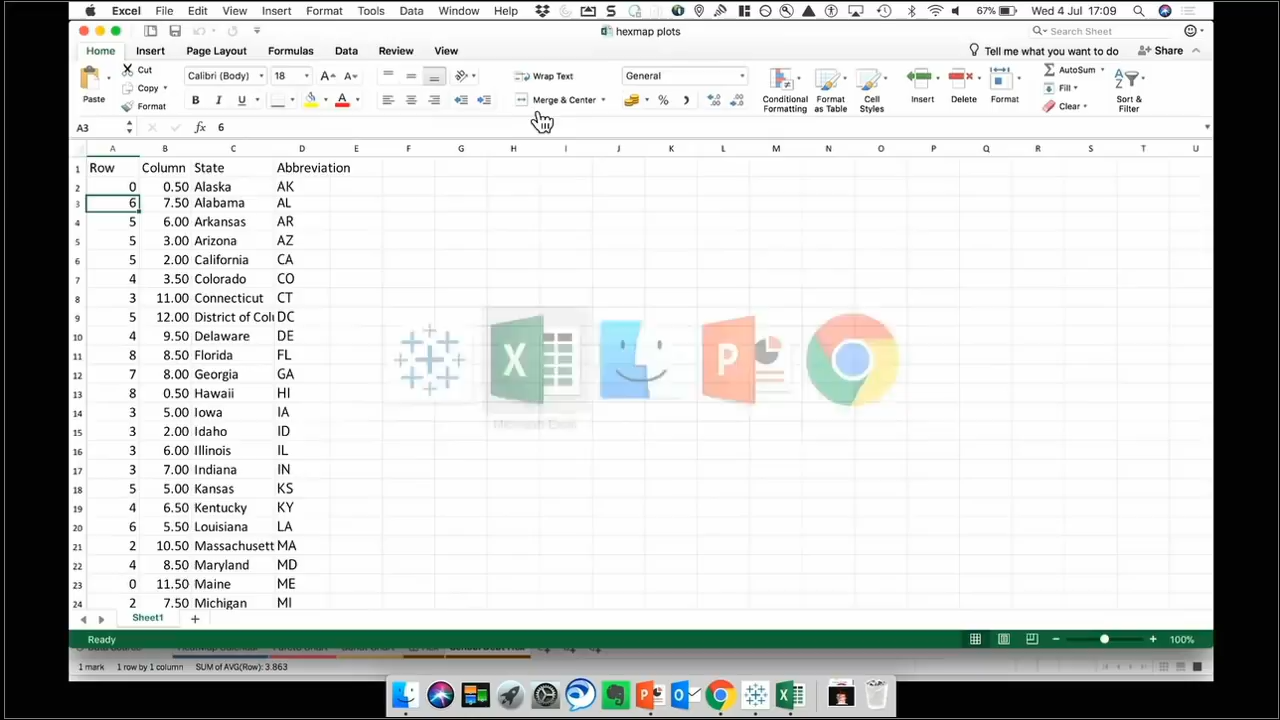 Excel File Edit View Insert Format Tools Data Window Help 67% Wed 4 Jul 17:09
hexmap plots
Search Sheet
Home Insert Page Layout Formulas Data Review View Tell me what you want to do Share
Paste Cut Copy Format Calibri (Body) 18 Wrap Text General Merge & Center Conditional Formatting Format as Table Cell Styles Insert Delete Format AutoSum Fill Clear Sort & Filter
A3 fx 6
A B C D E F G H I J K L M N O P Q R S T U
1 Row Column State Abbreviation
2 0 0.50 Alaska AK
3 6 7.50 Alabama AL
4 5 6.00 Arkansas AR
5 5 3.00 Arizona AZ
6 5 2.00 California CA
7 4 3.50 Colorado CO
8 3 11.00 Connecticut CT
9 5 12.00 District of Colu DC
10 4 9.50 Delaware DE
11 8 8.50 Florida FL
12 7 8.00 Georgia GA
13 8 0.50 Hawaii HI
14 3 5.00 Iowa IA
15 3 2.00 Idaho ID
16 3 6.00 Illinois IL
17 3 7.00 Indiana IN
18 5 5.00 Kansas KS
19 4 6.50 Kentucky KY
20 6 5.50 Louisiana LA
21 2 10.50 Massachusett MA
22 4 8.50 Maryland MD
23 0 11.50 Maine ME
24 2 7.50 Michigan MI
Microsoft Excel
Sheet1
Ready 100%
1 mark 1 row by 1 column SUM of AVG(Row): 3.863